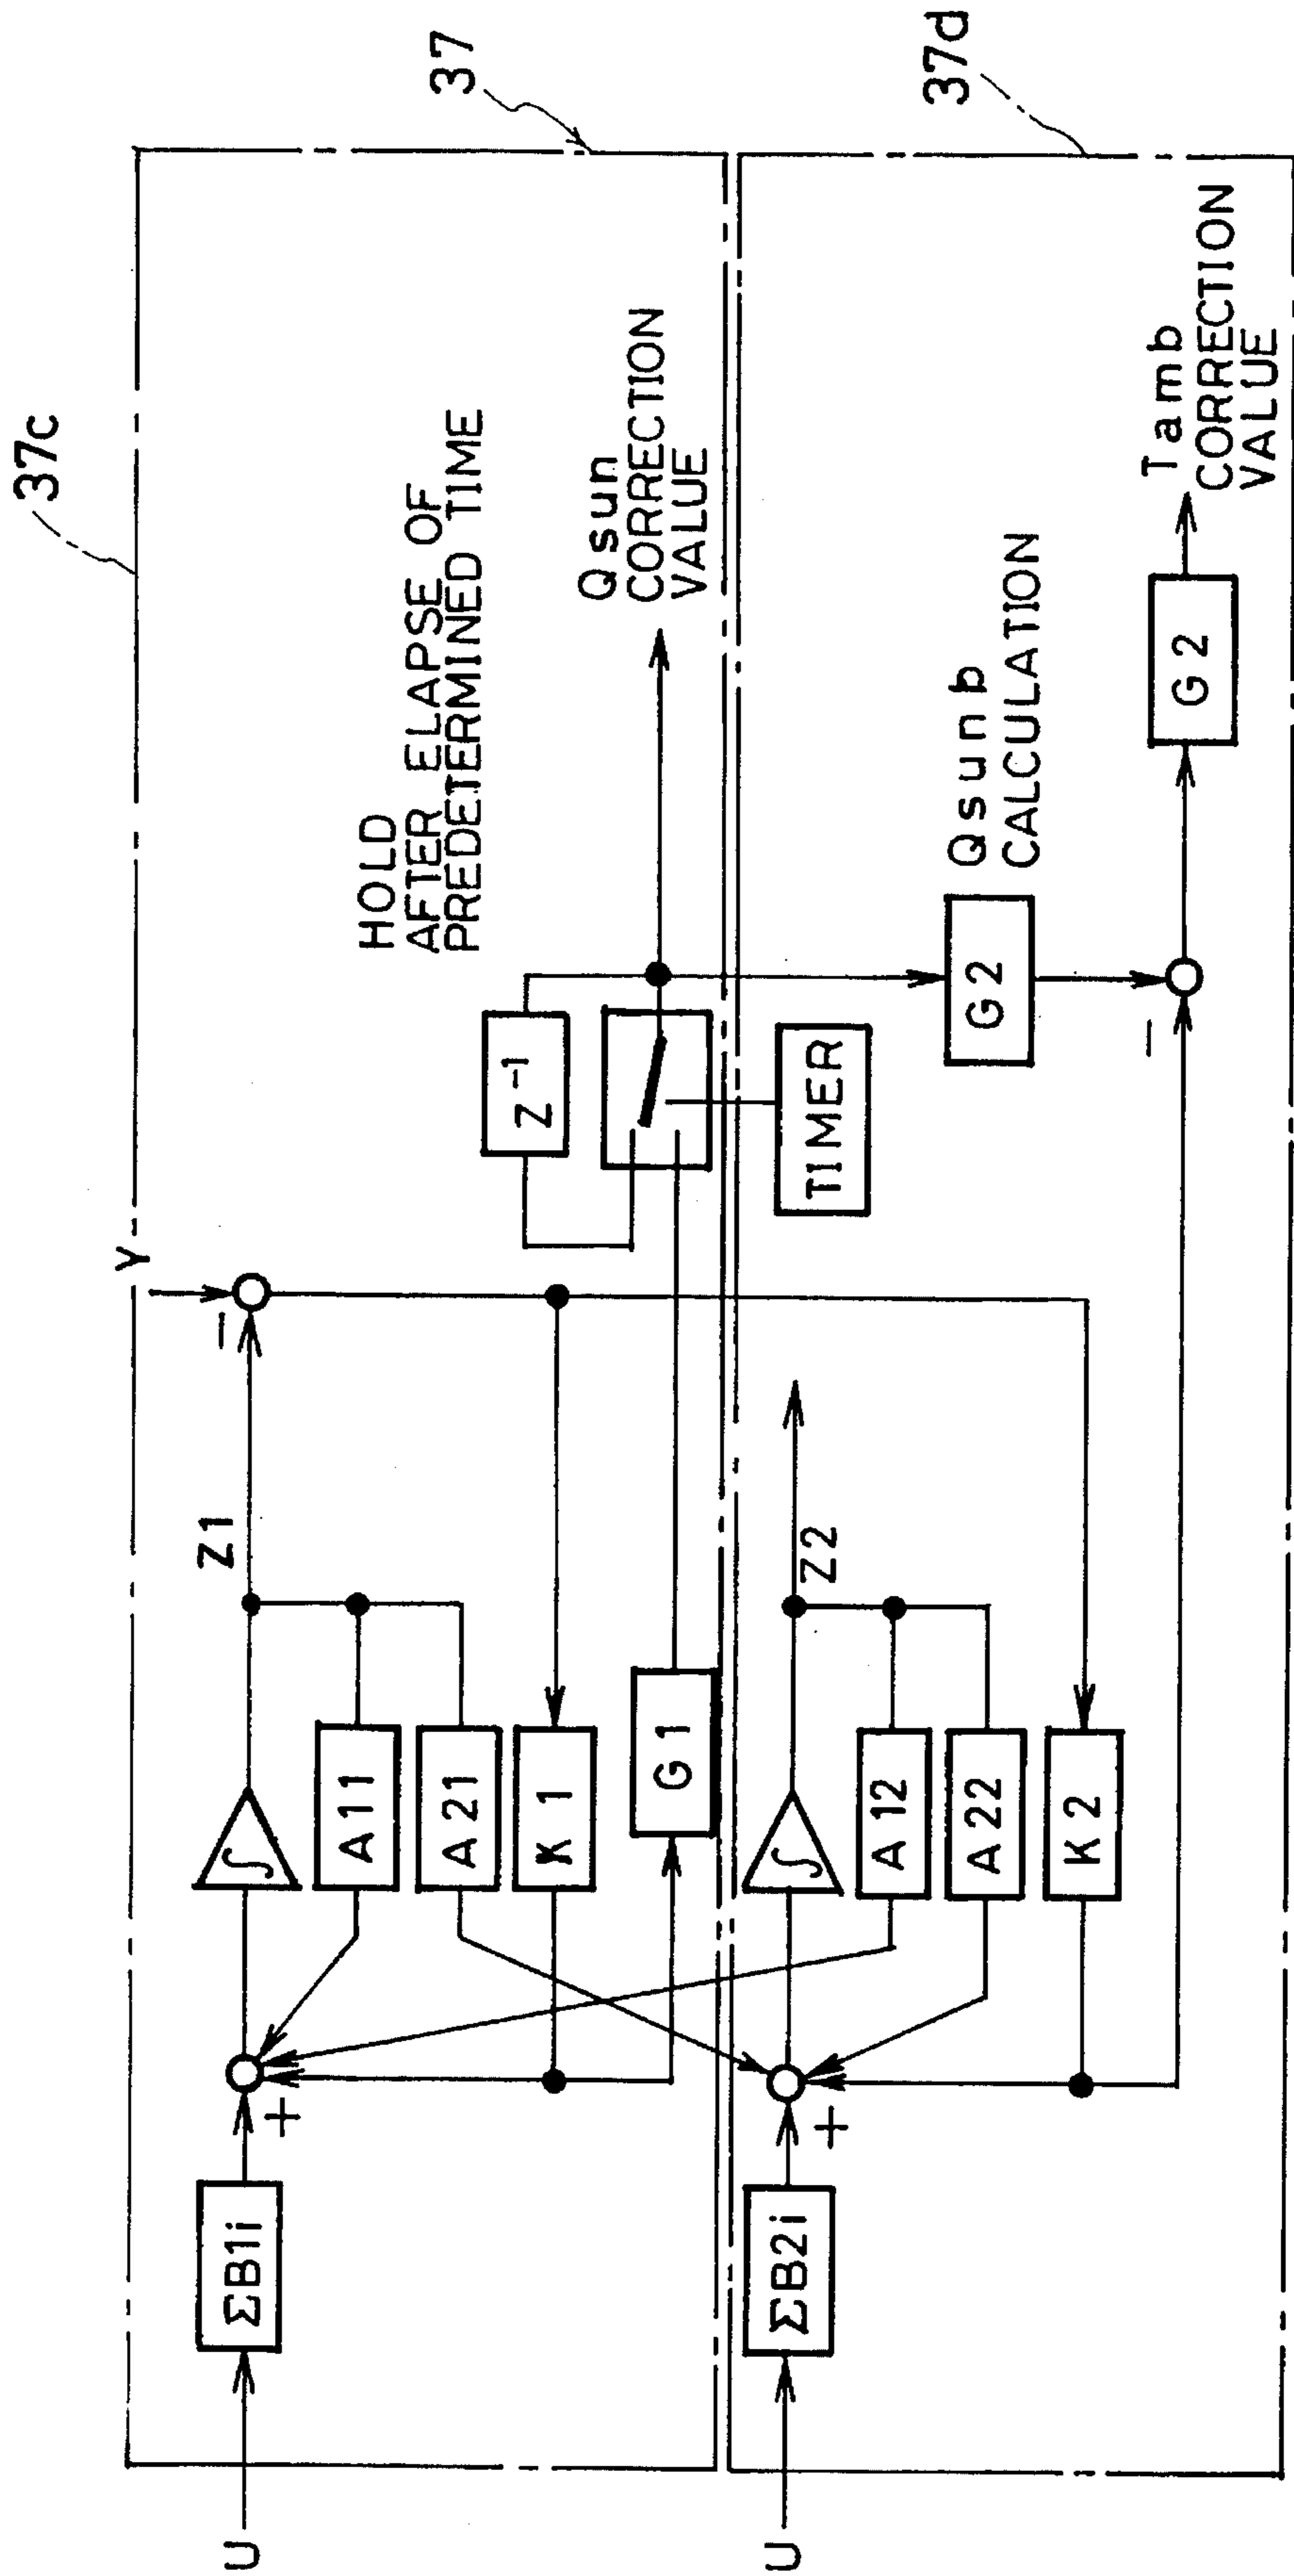 37c
37
37d
Y
U
ΣB1i
+
∫
Z1
−
A11
A21
K1
G1
Z⁻¹
HOLD
AFTER ELAPSE OF
PREDETERMINED TIME
Qsun
CORRECTION
VALUE
U
ΣB2i
+
∫
Z2
A12
A22
K2
TIMER
G2
Qsunb
CALCULATION
−
G2
Tamb
CORRECTION
VALUE